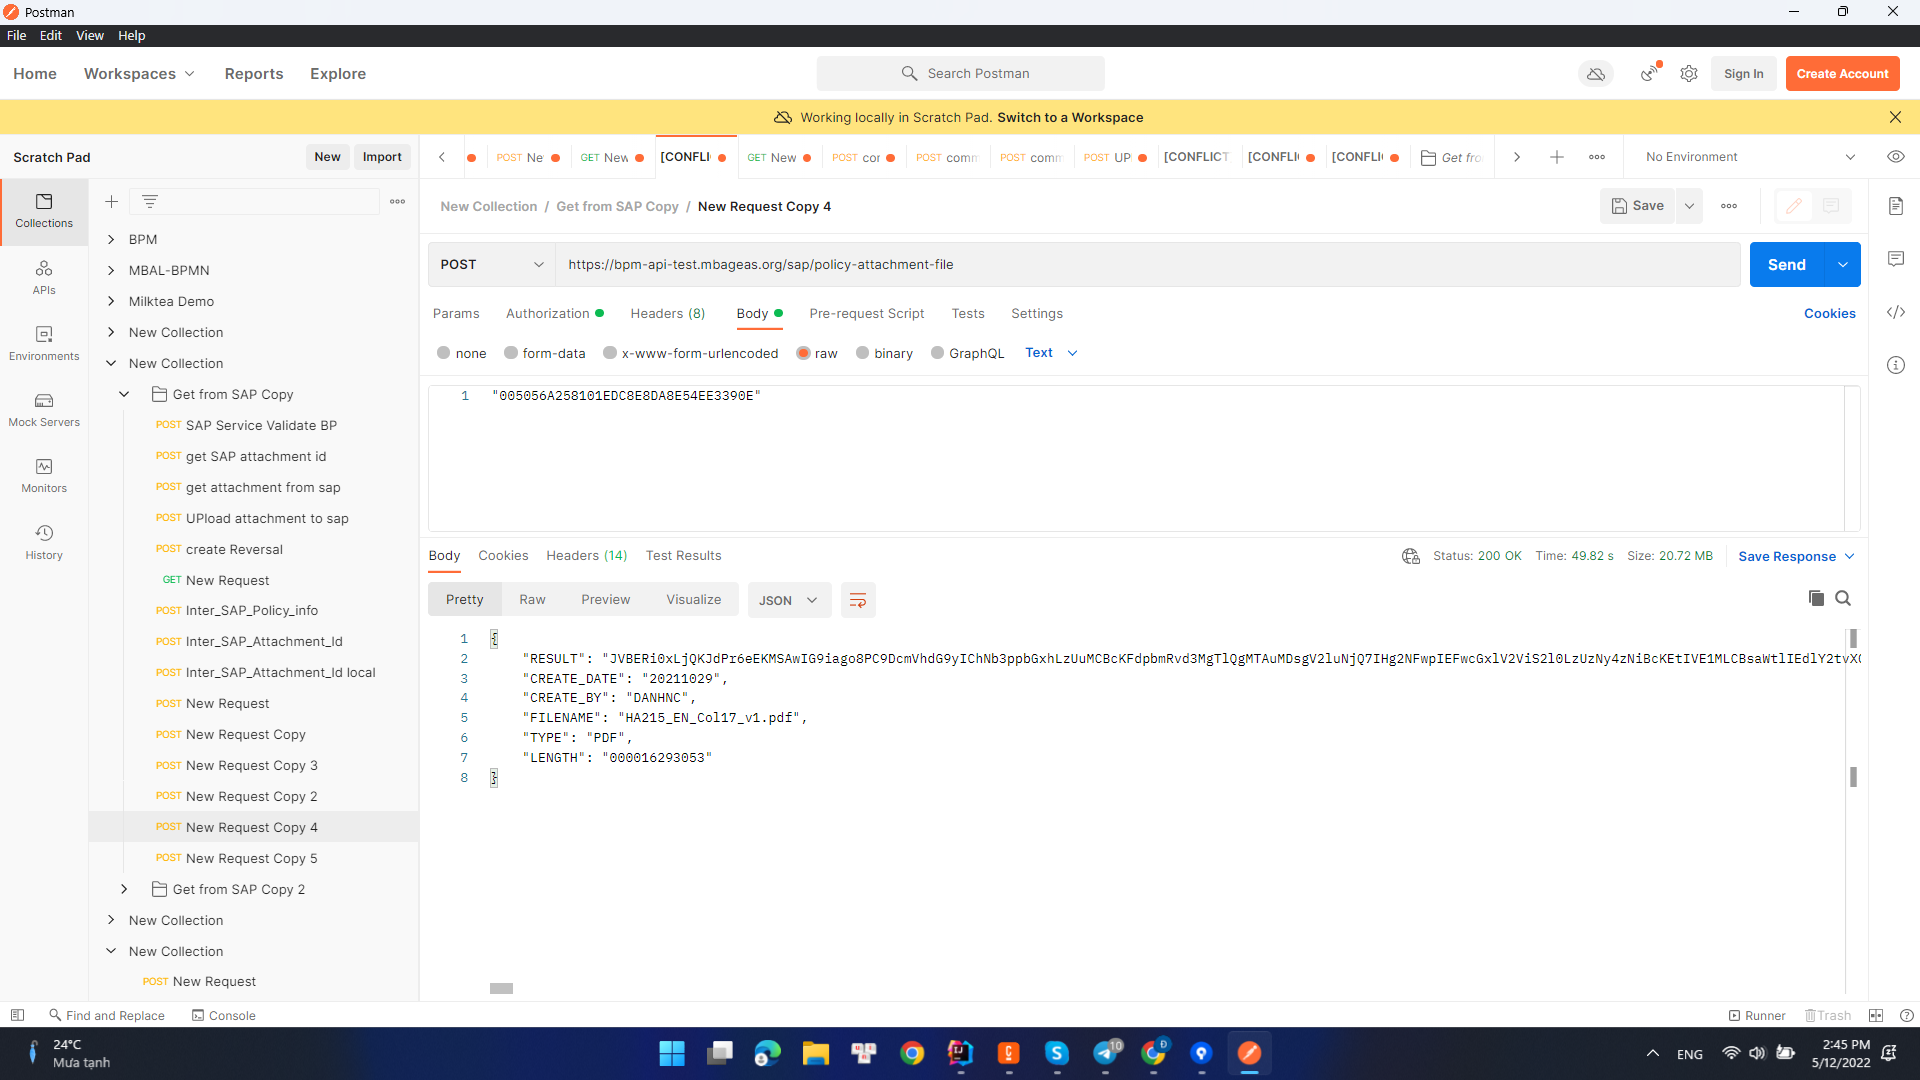 Postman
File Edit View Help
Home Workspaces Reports Explore
Search Postman
Sign In
Create Account
Working locally in Scratch Pad. Switch to a Workspace
Scratch Pad
New Import
POST Ne
GET New
[CONFLI
GET New
POST cor
POST comm
POST comm
POST UP
[CONFLICT
[CONFLI
[CONFLI
Get fro
No Environment
Collections
APIs
Environments
Mock Servers
Monitors
History
BPM
MBAL-BPMN
Milktea Demo
New Collection
New Collection
Get from SAP Copy
POST SAP Service Validate BP
POST get SAP attachment id
POST get attachment from sap
POST UPload attachment to sap
POST create Reversal
GET New Request
POST Inter_SAP_Policy_info
POST Inter_SAP_Attachment_Id
POST Inter_SAP_Attachment_Id local
POST New Request
POST New Request Copy
POST New Request Copy 3
POST New Request Copy 2
POST New Request Copy 4
POST New Request Copy 5
Get from SAP Copy 2
New Collection
New Collection
POST New Request
New Collection / Get from SAP Copy / New Request Copy 4
Save
POST https://bpm-api-test.mbageas.org/sap/policy-attachment-file
Send
Params Authorization Headers (8) Body Pre-request Script Tests Settings
Cookies
none form-data x-www-form-urlencoded raw binary GraphQL Text
1 "005056A258101EDC8E8DA8E54EE3390E"
Body Cookies Headers (14) Test Results
Status: 200 OK Time: 49.82 s Size: 20.72 MB Save Response
Pretty Raw Preview Visualize JSON
1 {
2 "RESULT": "JVBERi0xLjQKJdPr6eEKMSAwIG9iago8PC9DcmVhdG9yIChNb3ppbGxhLzUuMCBcKFdpbmRvd3MgTlQgMTAuMDsgV2luNjQ7IHg2NFwpIEFwcGxlV2ViS2l0LzUzNy4zNiBcKEtIVE1MLCBsaWtlIEdlY2tvX
3 "CREATE_DATE": "20211029",
4 "CREATE_BY": "DANHNC",
5 "FILENAME": "HA215_EN_Col17_v1.pdf",
6 "TYPE": "PDF",
7 "LENGTH": "000016293053"
8 }
Find and Replace Console
Runner Trash
24°C
Mưa tạnh
10
Đ
ENG
2:45 PM
5/12/2022